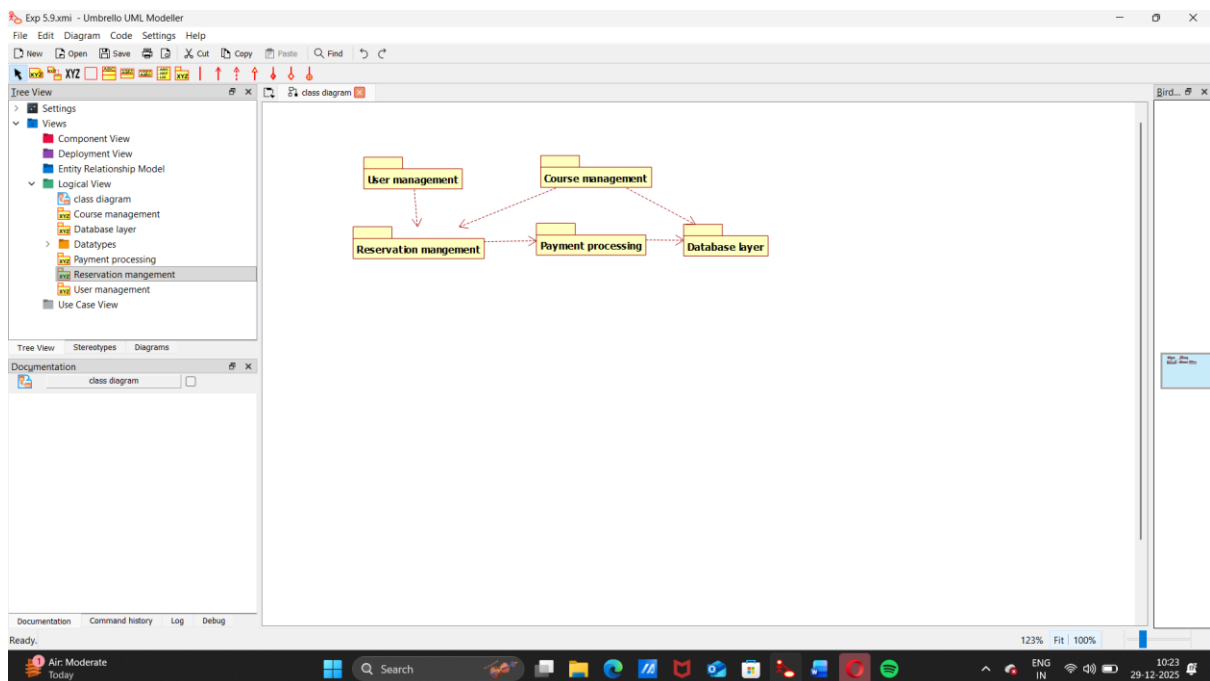 Exp 5.9.xmi - Umbrello UML Modeller
File Edit Diagram Code Settings Help
New Open Save Cut Copy Paste Find
XYZ
Tree View
class diagram
Bird...
Settings
Views
Component View
Deployment View
Entity Relationship Model
Logical View
class diagram
Course management
Database layer
Datatypes
Payment processing
Reservation mangement
User management
Use Case View
Tree View Stereotypes Diagrams
Documentation
class diagram
User management
Course management
Reservation mangement
Payment processing
Database layer
Documentation Command history Log Debug
Ready.
123% Fit 100%
1
Air: Moderate
Today
Search
ENG
IN
10:23
29-12-2025